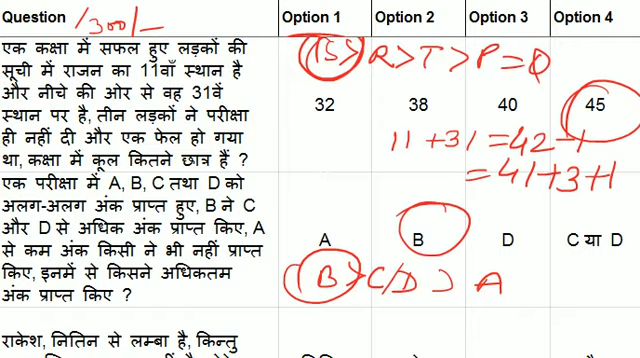 Question /300/-
Option 1
Option 2
Option 3
Option 4
एक कक्षा में सफल हुए लड़कों की
सूची में राजन का 11वाँ स्थान है
और नीचे की ओर से वह 31वें
स्थान पर है, तीन लड़कों ने परीक्षा
ही नहीं दी और एक फेल हो गया
था, कक्षा में कूल कितने छात्र हैं ?
32
38
40
45
R>T>P=Q
11+31=42-1
=41+3+1
एक परीक्षा में A, B, C तथा D को
अलग-अलग अंक प्राप्त हुए, B ने C
और D से अधिक अंक प्राप्त किए, A
से कम अंक किसी ने भी नहीं प्राप्त
किए, इनमें से किसने अधिकतम
अंक प्राप्त किए ?
A
B
D
C या D
B>C/D>A
राकेश, नितिन से लम्बा है, किन्तु